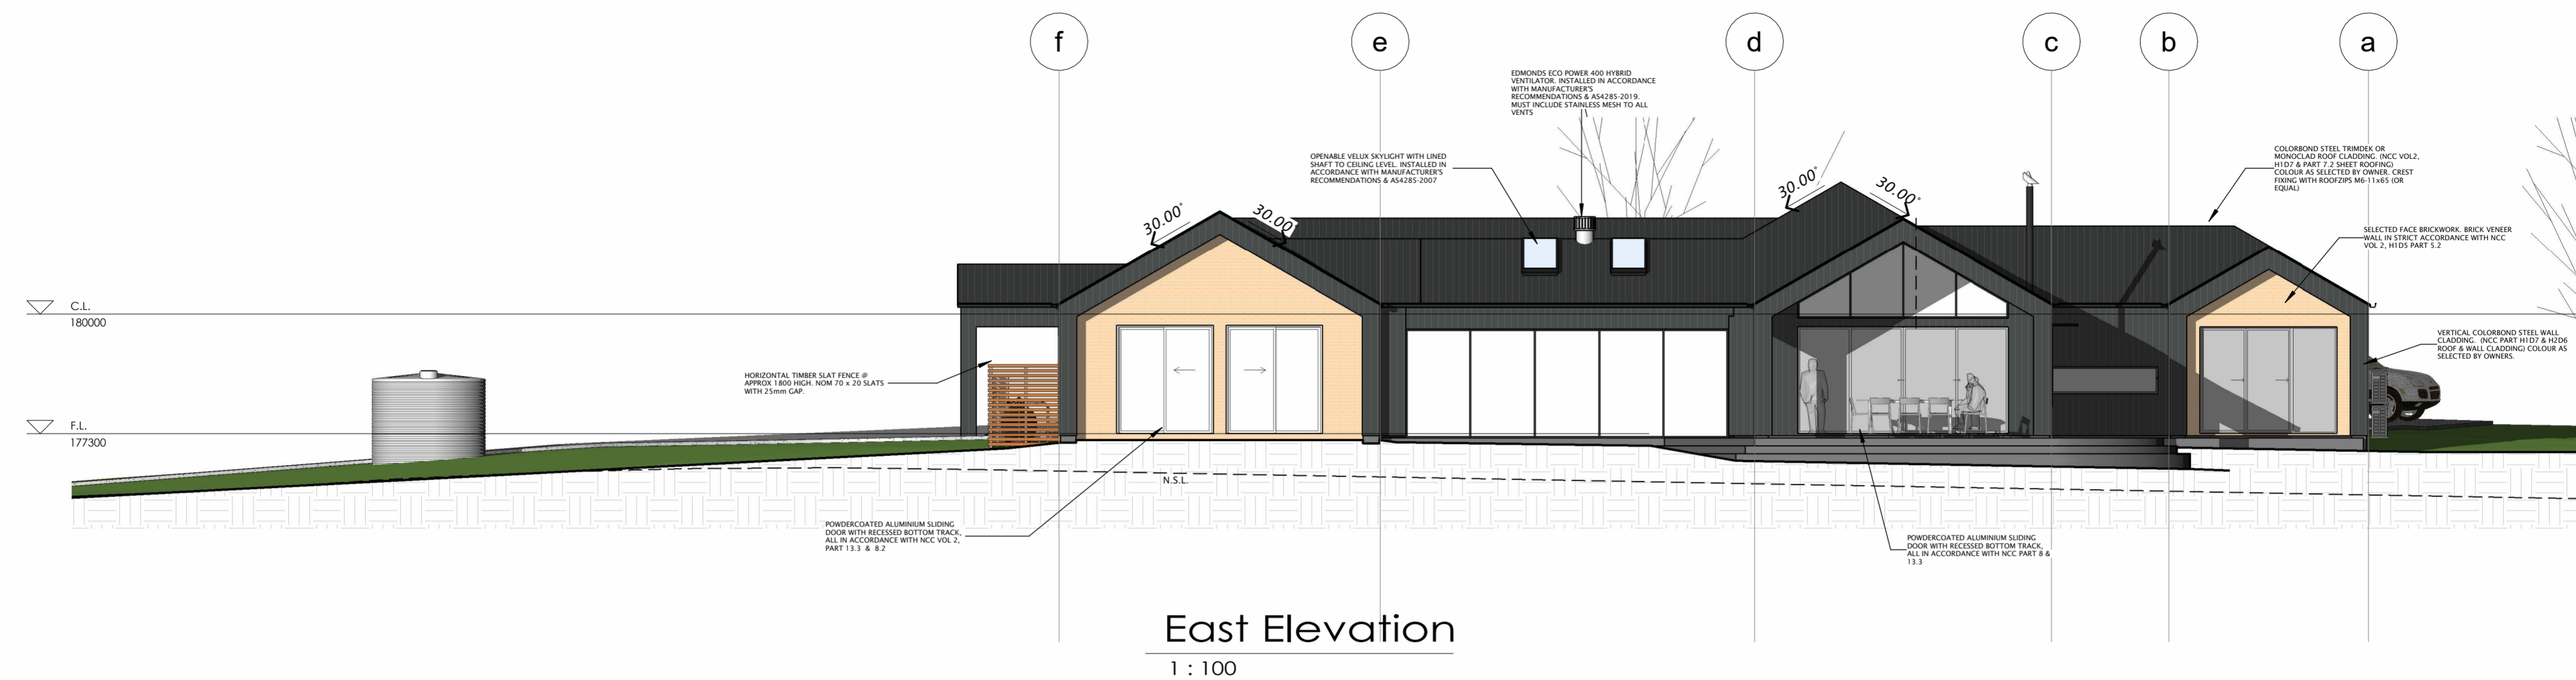 f
e
d
c
b
a
EDMONDS ECO POWER 400 HYBRID
VENTILATOR. INSTALLED IN ACCORDANCE
WITH MANUFACTURER'S
RECOMMENDATIONS & AS4285-2019.
MUST INCLUDE STAINLESS MESH TO ALL
VENTS
OPENABLE VELUX SKYLIGHT WITH LINED
SHAFT TO CEILING LEVEL. INSTALLED IN
ACCORDANCE WITH MANUFACTURER'S
RECOMMENDATIONS & AS4285-2007
COLORBOND STEEL TRIMDEK OR
MONOCLAD ROOF CLADDING. (NCC VOL2,
H1D7 & PART 7.2 SHEET ROOFING)
COLOUR AS SELECTED BY OWNER. CREST
FIXING WITH ROOFZIPS M6-11x65 (OR
EQUAL)
30.00°
30.00°
30.00°
30.00°
SELECTED FACE BRICKWORK. BRICK VENEER
WALL IN STRICT ACCORDANCE WITH NCC
VOL 2, H1D5 PART 5.2
C.L.
180000
VERTICAL COLORBOND STEEL WALL
CLADDING. (NCC PART H1D7 & H2D6
ROOF & WALL CLADDING) COLOUR AS
SELECTED BY OWNERS.
HORIZONTAL TIMBER SLAT FENCE @
APPROX 1800 HIGH. NOM 70 x 20 SLATS
WITH 25mm GAP.
F.L.
177300
N.S.L.
POWDERCOATED ALUMINIUM SLIDING
DOOR WITH RECESSED BOTTOM TRACK,
ALL IN ACCORDANCE WITH NCC VOL 2,
PART 13.3 & 8.2
POWDERCOATED ALUMINIUM SLIDING
DOOR WITH RECESSED BOTTOM TRACK,
ALL IN ACCORDANCE WITH NCC PART 8 &
13.3
East Elevation
1 : 100